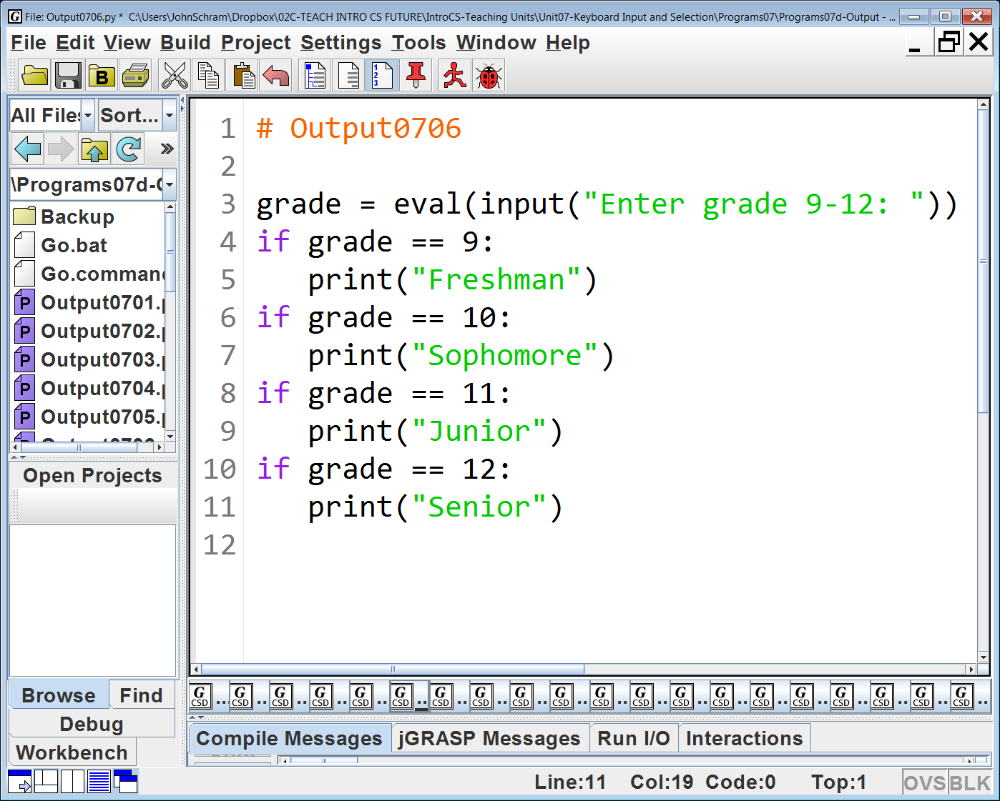 File: Output0706.py *  C:\Users\JohnSchram\Dropbox\02C-TEACH INTRO CS FUTURE\IntroCS-Teaching Units\Unit07-Keyboard Input and Selection\Programs07\Programs07d-Output - ...
File Edit View Build Project Settings Tools Window Help
All Files
Sort...
\Programs07d-
Backup
Go.bat
Go.command
Output0701.p
Output0702.p
Output0703.p
Output0704.p
Output0705.p
Open Projects
Browse Find
Debug
Workbench
1 # Output0706
2
3 grade = eval(input("Enter grade 9-12: "))
4 if grade == 9:
5    print("Freshman")
6 if grade == 10:
7    print("Sophomore")
8 if grade == 11:
9    print("Junior")
10 if grade == 12:
11    print("Senior")
12
G CSD .. G CSD .. G CSD .. G CSD .. G CSD .. G CSD .. G CSD .. G CSD .. G CSD .. G CSD .. G CSD .. G CSD .. G CSD .. G CSD .. G CSD .. G CSD .. G CSD .. G CSD .. G CSD .. G CSD ..
Compile Messages jGRASP Messages Run I/O Interactions
Line:11 Col:19 Code:0 Top:1 OVS BLK